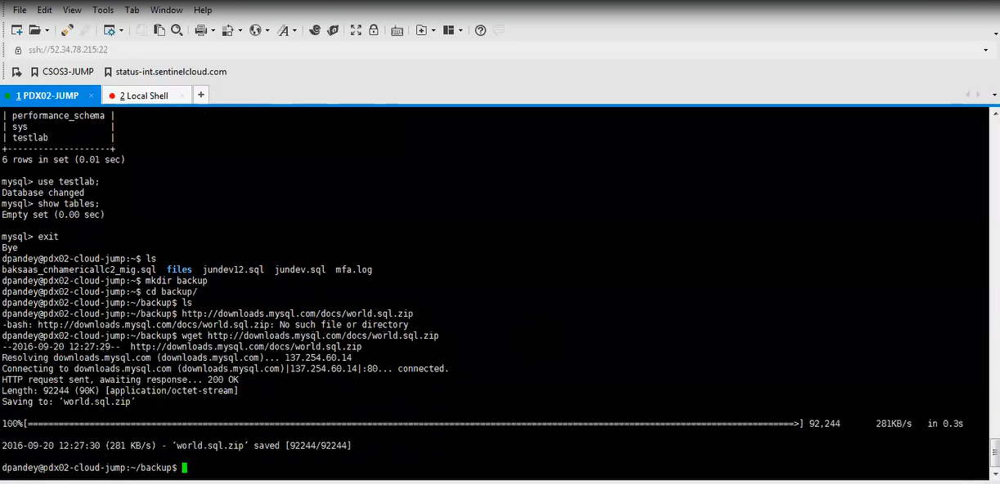 File Edit View Tools Tab Window Help
ssh://52.34.78.215:22
CSOS3-JUMP status-int.sentinelcloud.com
1 PDX02-JUMP × 2 Local Shell × +
| performance_schema |
| sys |
| testlab |
+--------------------+
6 rows in set (0.01 sec)
mysql> use testlab;
Database changed
mysql> show tables;
Empty set (0.00 sec)
mysql> exit
Bye
dpandey@pdx02-cloud-jump:~$ ls
baksaas_cnhamericallc2_mig.sql files jundev12.sql jundev.sql mfa.log
dpandey@pdx02-cloud-jump:~$ mkdir backup
dpandey@pdx02-cloud-jump:~$ cd backup/
dpandey@pdx02-cloud-jump:~/backup$ ls
dpandey@pdx02-cloud-jump:~/backup$ http://downloads.mysql.com/docs/world.sql.zip
-bash: http://downloads.mysql.com/docs/world.sql.zip: No such file or directory
dpandey@pdx02-cloud-jump:~/backup$ wget http://downloads.mysql.com/docs/world.sql.zip
--2016-09-20 12:27:29-- http://downloads.mysql.com/docs/world.sql.zip
Resolving downloads.mysql.com (downloads.mysql.com)... 137.254.60.14
Connecting to downloads.mysql.com (downloads.mysql.com)|137.254.60.14|:80... connected.
HTTP request sent, awaiting response... 200 OK
Length: 92244 (90K) [application/octet-stream]
Saving to: ‘world.sql.zip’
100%[======================================================================================================================================================>] 92,244 281KB/s in 0.3s
2016-09-20 12:27:30 (281 KB/s) - ‘world.sql.zip’ saved [92244/92244]
dpandey@pdx02-cloud-jump:~/backup$